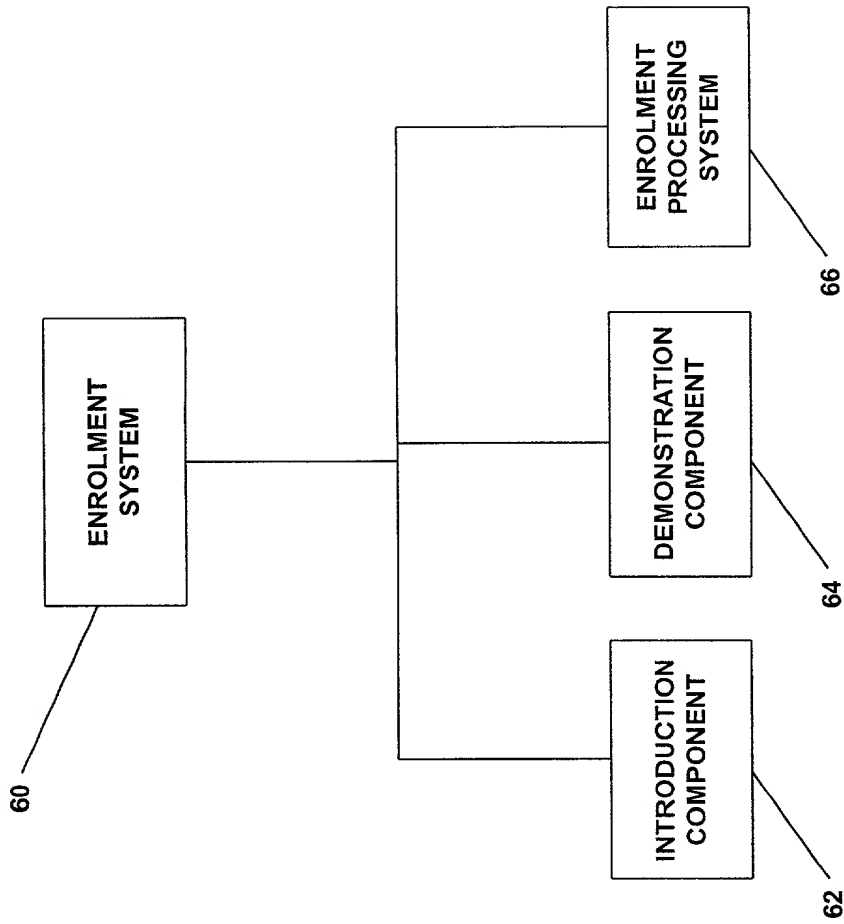 60
ENROLMENT
SYSTEM
INTRODUCTION
COMPONENT
DEMONSTRATION
COMPONENT
ENROLMENT
PROCESSING
SYSTEM
62
64
66